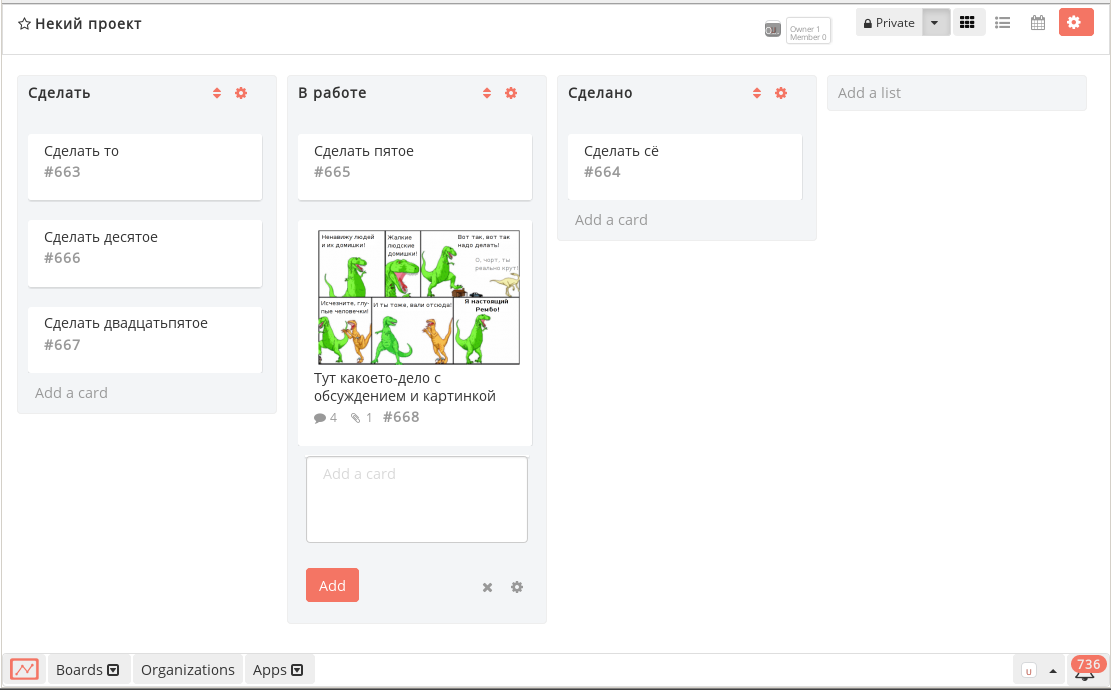 Некий проект
Owner 1
Member 0
Private
Сделать
Сделать то
#663
Сделать десятое
#666
Сделать двадцатьпятое
#667
Add a card
В работе
Сделать пятое
#665
Ненавижу людей
и их домишки!
Жалкие
людские
домишки!
Вот так, вот так
надо делать!
О, чорт, ты
реально крут!
Исчезните, глу-
пые человечки!
И ты тоже, вали отсюда!
Я настоящий
Рембо!
Тут какоето-дело с
обсуждением и картинкой
4 1 #668
Add a card
Add
Сделано
Сделать сё
#664
Add a card
Add a list
Boards
Organizations
Apps
u
736